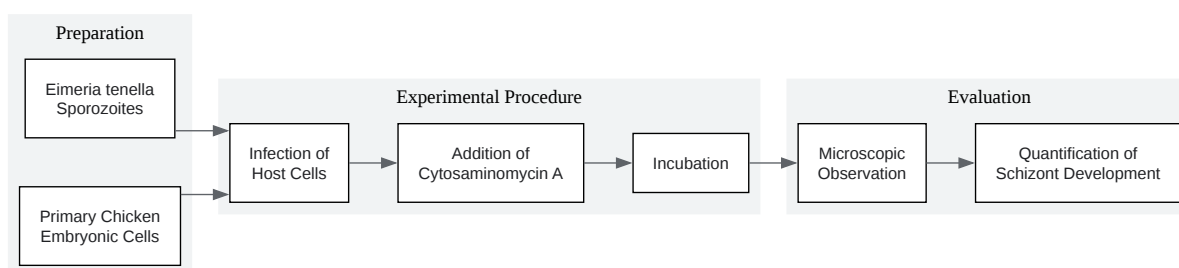 Preparation
Eimeria tenella
Sporozoites
Primary Chicken
Embryonic Cells
Experimental Procedure
Infection of
Host Cells
Addition of
Cytosaminomycin A
Incubation
Evaluation
Microscopic
Observation
Quantification of
Schizont Development